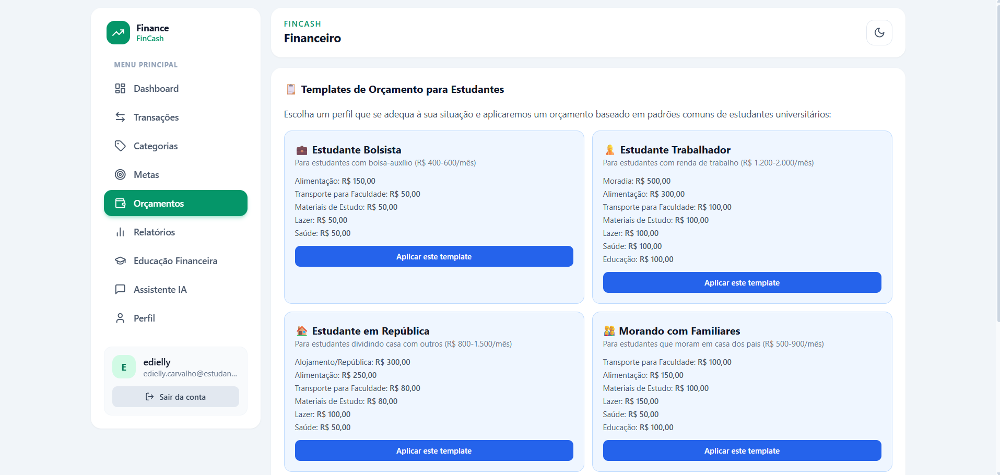 Finance
FinCash
MENU PRINCIPAL
Dashboard
Transações
Categorias
Metas
Orçamentos
Relatórios
Educação Financeira
Assistente IA
Perfil
E
edielly
edielly.carvalho@estudan...
Sair da conta
FINCASH
Financeiro
Templates de Orçamento para Estudantes
Escolha um perfil que se adequa à sua situação e aplicaremos um orçamento baseado em padrões comuns de estudantes universitários:
Estudante Bolsista
Para estudantes com bolsa-auxílio (R$ 400-600/mês)
Alimentação: R$ 150,00
Transporte para Faculdade: R$ 50,00
Materiais de Estudo: R$ 50,00
Lazer: R$ 50,00
Saúde: R$ 50,00
Aplicar este template
Estudante Trabalhador
Para estudantes com renda de trabalho (R$ 1.200-2.000/mês)
Moradia: R$ 500,00
Alimentação: R$ 300,00
Transporte para Faculdade: R$ 100,00
Materiais de Estudo: R$ 100,00
Lazer: R$ 100,00
Saúde: R$ 100,00
Educação: R$ 100,00
Aplicar este template
Estudante em República
Para estudantes dividindo casa com outros (R$ 800-1.500/mês)
Alojamento/República: R$ 300,00
Alimentação: R$ 250,00
Transporte para Faculdade: R$ 80,00
Materiais de Estudo: R$ 80,00
Lazer: R$ 100,00
Saúde: R$ 50,00
Aplicar este template
Morando com Familiares
Para estudantes que moram em casa dos pais (R$ 500-900/mês)
Transporte para Faculdade: R$ 100,00
Alimentação: R$ 150,00
Materiais de Estudo: R$ 100,00
Lazer: R$ 150,00
Saúde: R$ 50,00
Educação: R$ 100,00
Aplicar este template